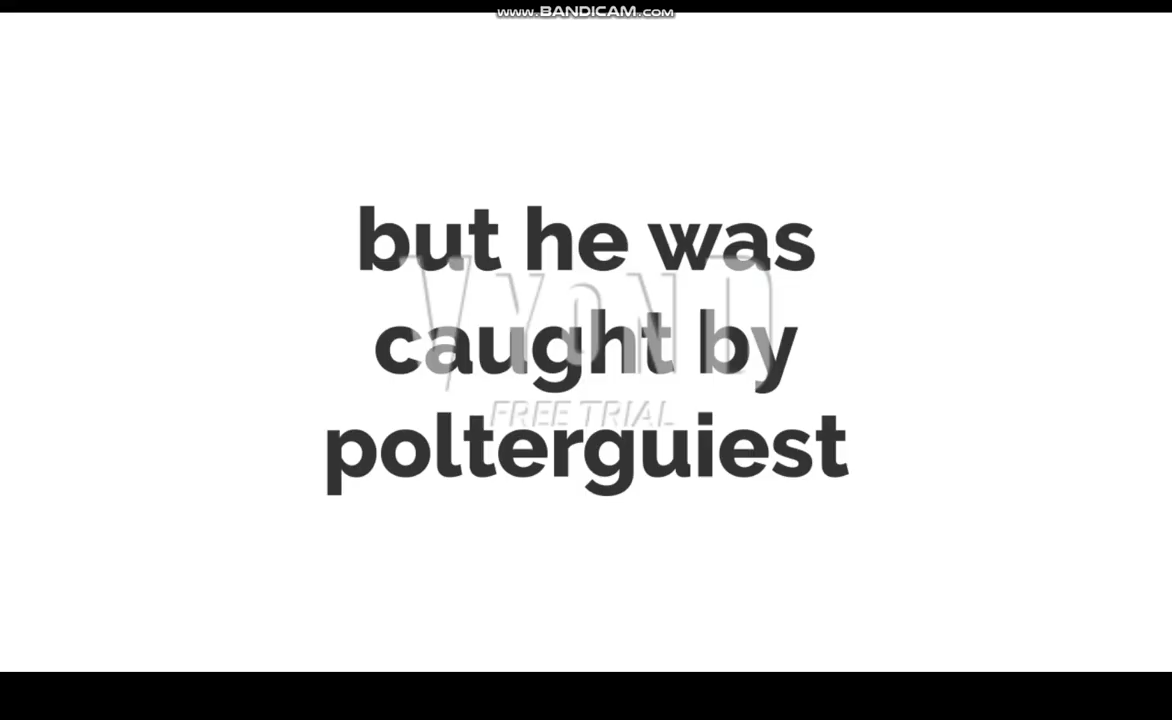 www.BANDICAM.com
but he was
VYOND
caught by
FREE TRIAL
polterguiest